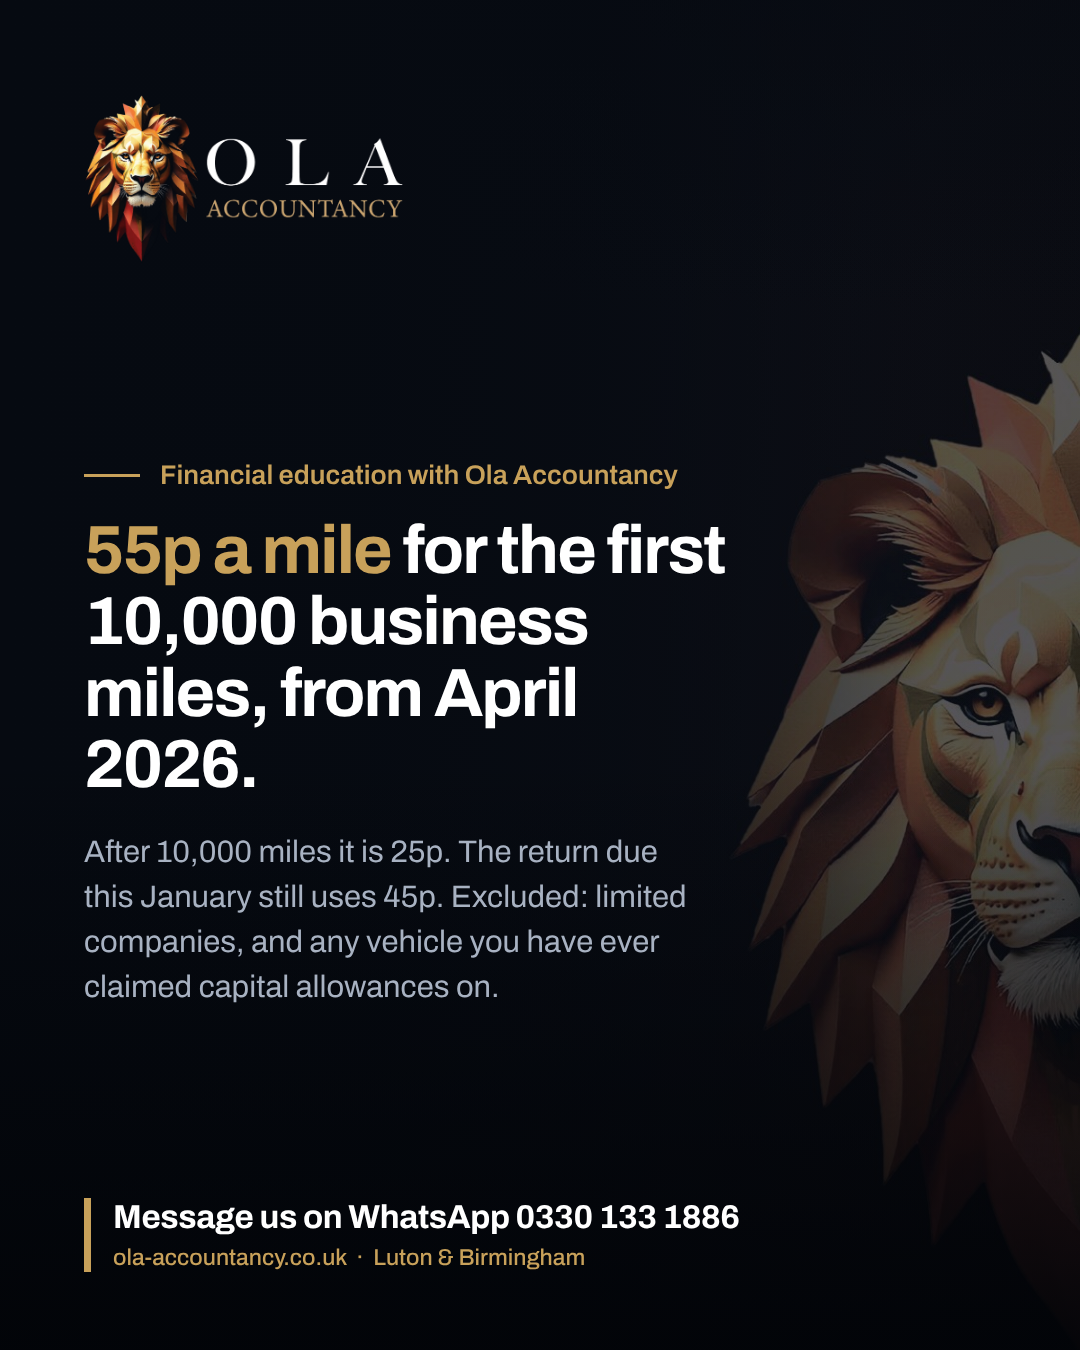 OLA
ACCOUNTANCY
Financial education with Ola Accountancy
55p a mile for the first
10,000 business
miles, from April
2026.
After 10,000 miles it is 25p. The return due
this January still uses 45p. Excluded: limited
companies, and any vehicle you have ever
claimed capital allowances on.
Message us on WhatsApp 0330 133 1886
ola-accountancy.co.uk · Luton & Birmingham